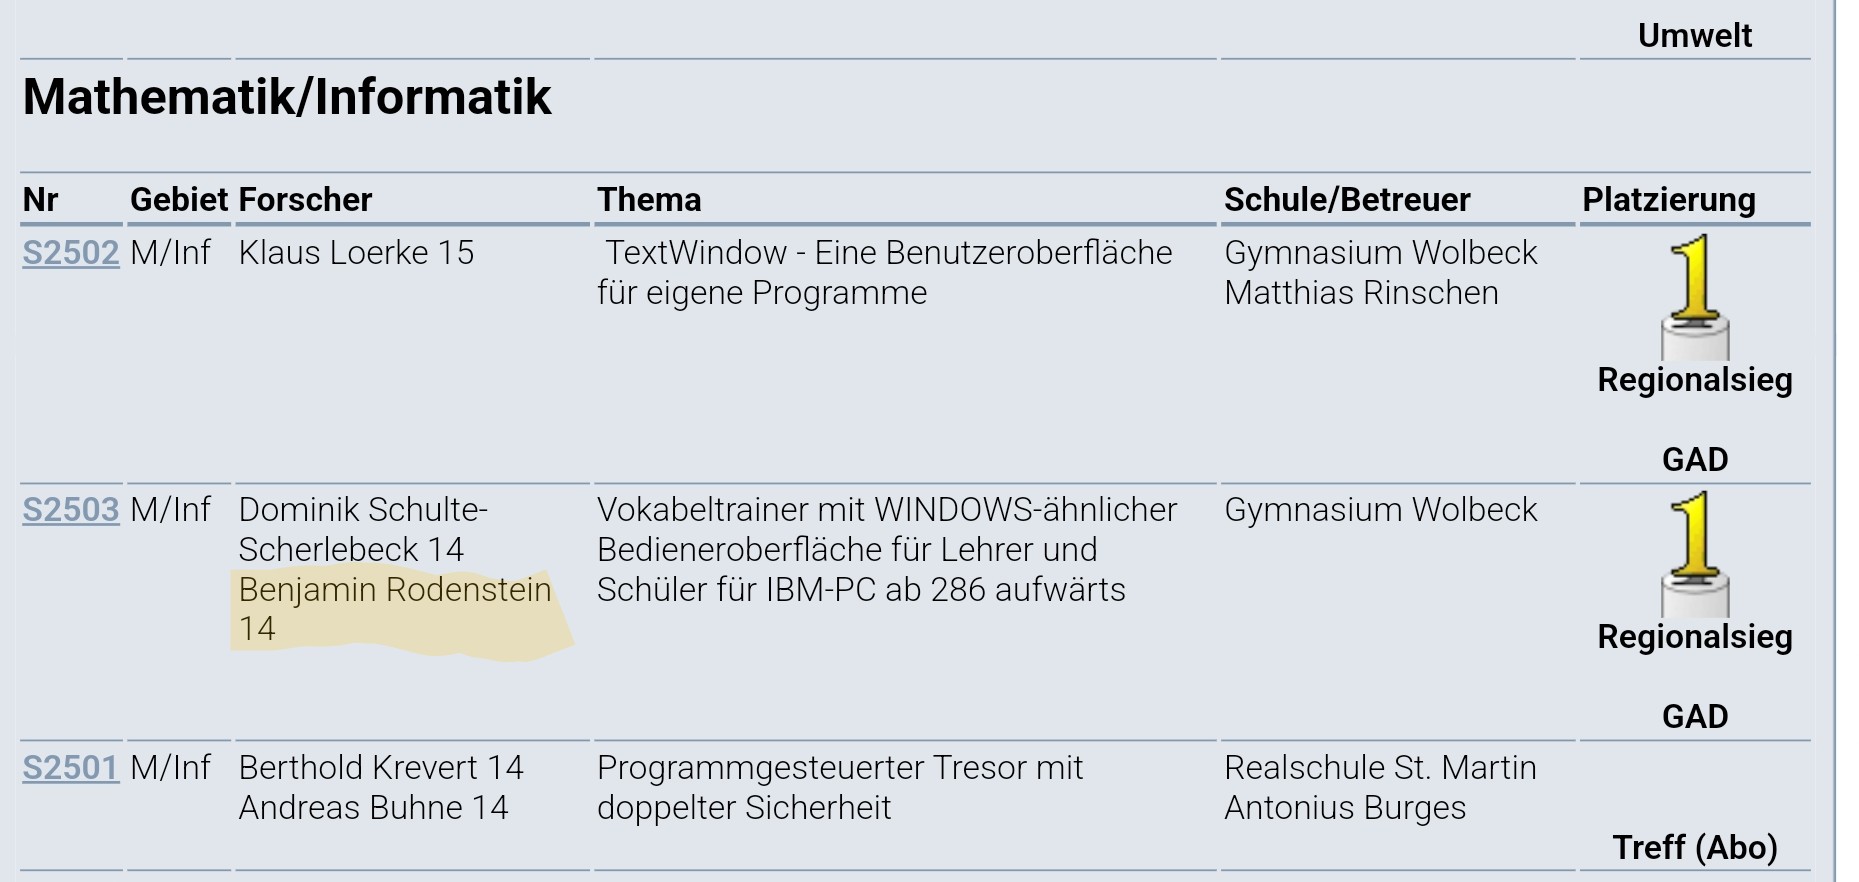 Umwelt
Mathematik/Informatik
Nr Gebiet Forscher Thema Schule/Betreuer Platzierung
S2502 M/Inf Klaus Loerke 15 TextWindow - Eine Benutzeroberfläche Gymnasium Wolbeck 1
für eigene Programme Matthias Rinschen
Regionalsieg
GAD
S2503 M/Inf Dominik Schulte- Vokabeltrainer mit WINDOWS-ähnlicher Gymnasium Wolbeck 1
Scherlebeck 14 Bedieneroberfläche für Lehrer und
Benjamin Rodenstein Schüler für IBM-PC ab 286 aufwärts
14
Regionalsieg
GAD
S2501 M/Inf Berthold Krevert 14 Programmgesteuerter Tresor mit Realschule St. Martin
Andreas Buhne 14 doppelter Sicherheit Antonius Burges
Treff (Abo)